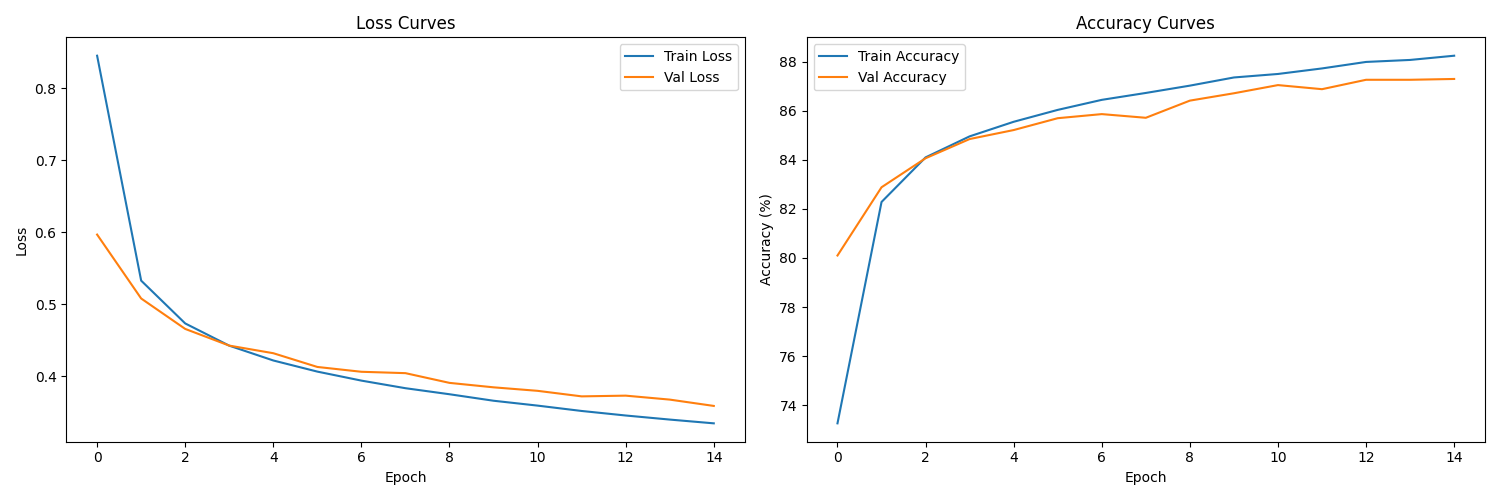 Loss Curves
Train Loss
Val Loss
0.8
0.7
0.6
0.5
0.4
Loss
0 2 4 6 8 10 12 14
Epoch
Accuracy Curves
Train Accuracy
Val Accuracy
88
86
84
82
80
78
76
74
Accuracy (%)
0 2 4 6 8 10 12 14
Epoch